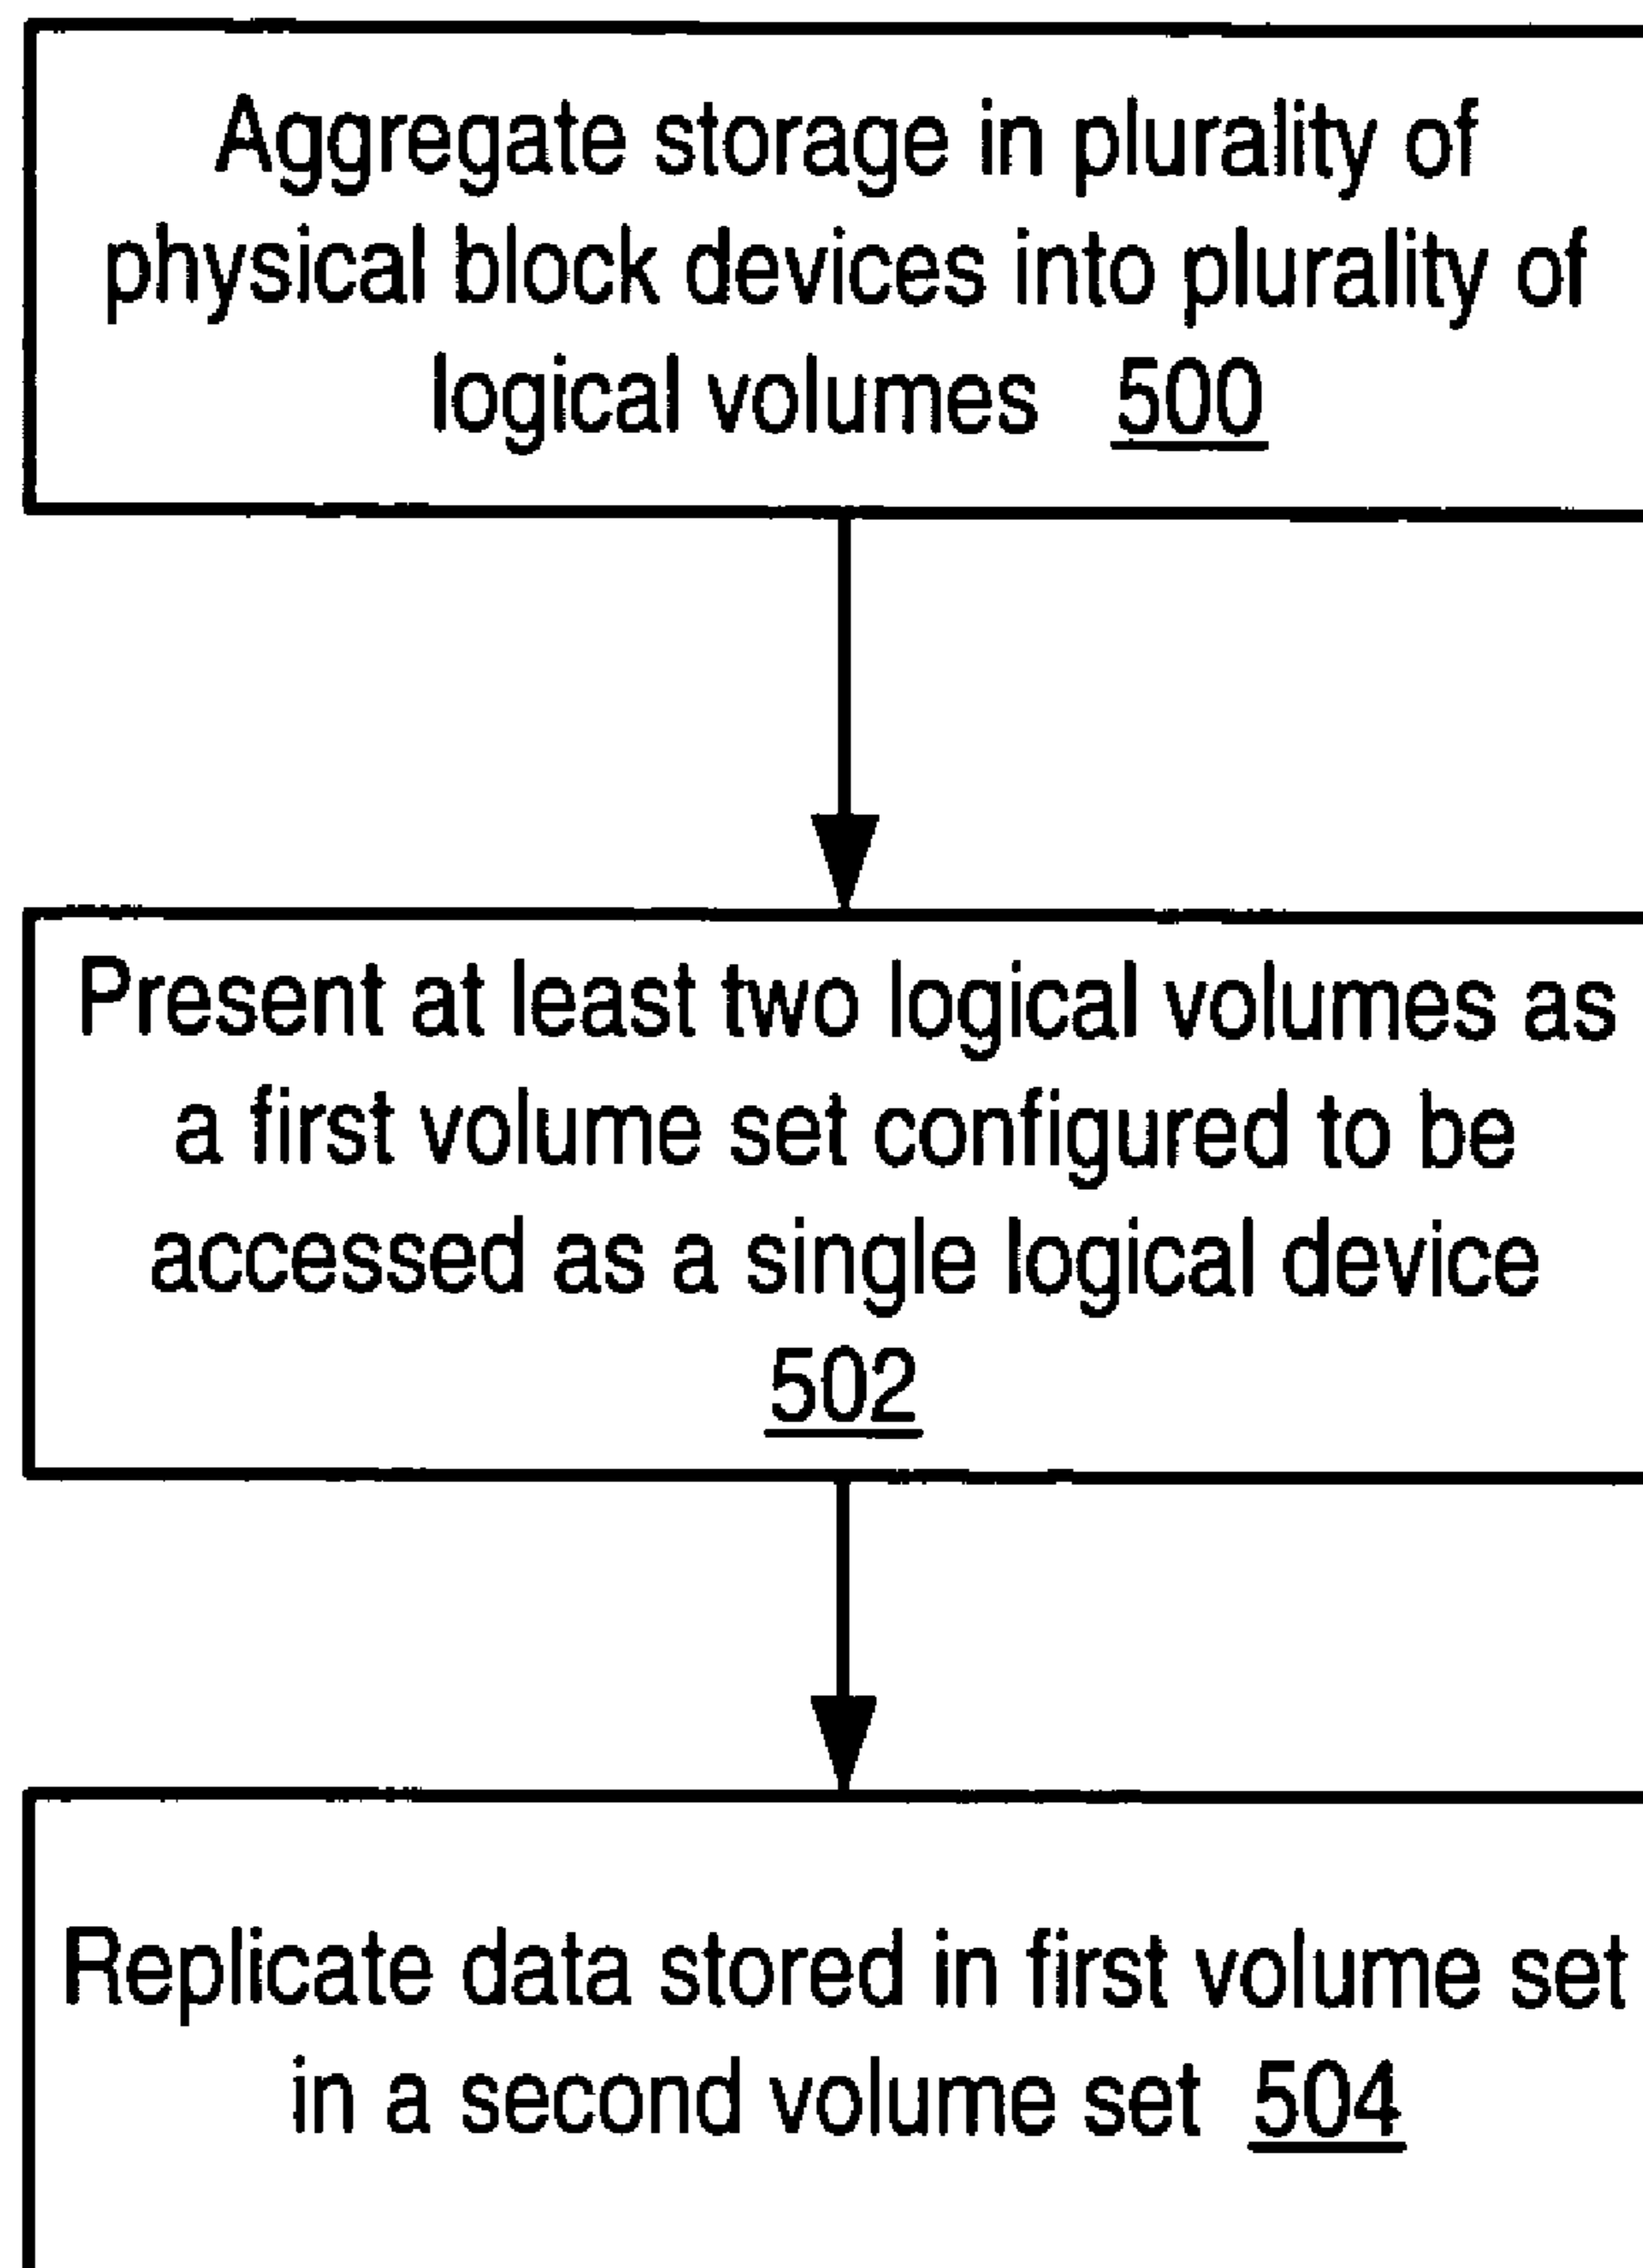 Aggregate storage in plurality of
physical block devices into plurality of
logical volumes 500
Present at least two logical volumes as
a first volume set configured to be
accessed as a single logical device
502
Replicate data stored in first volume set
in a second volume set 504